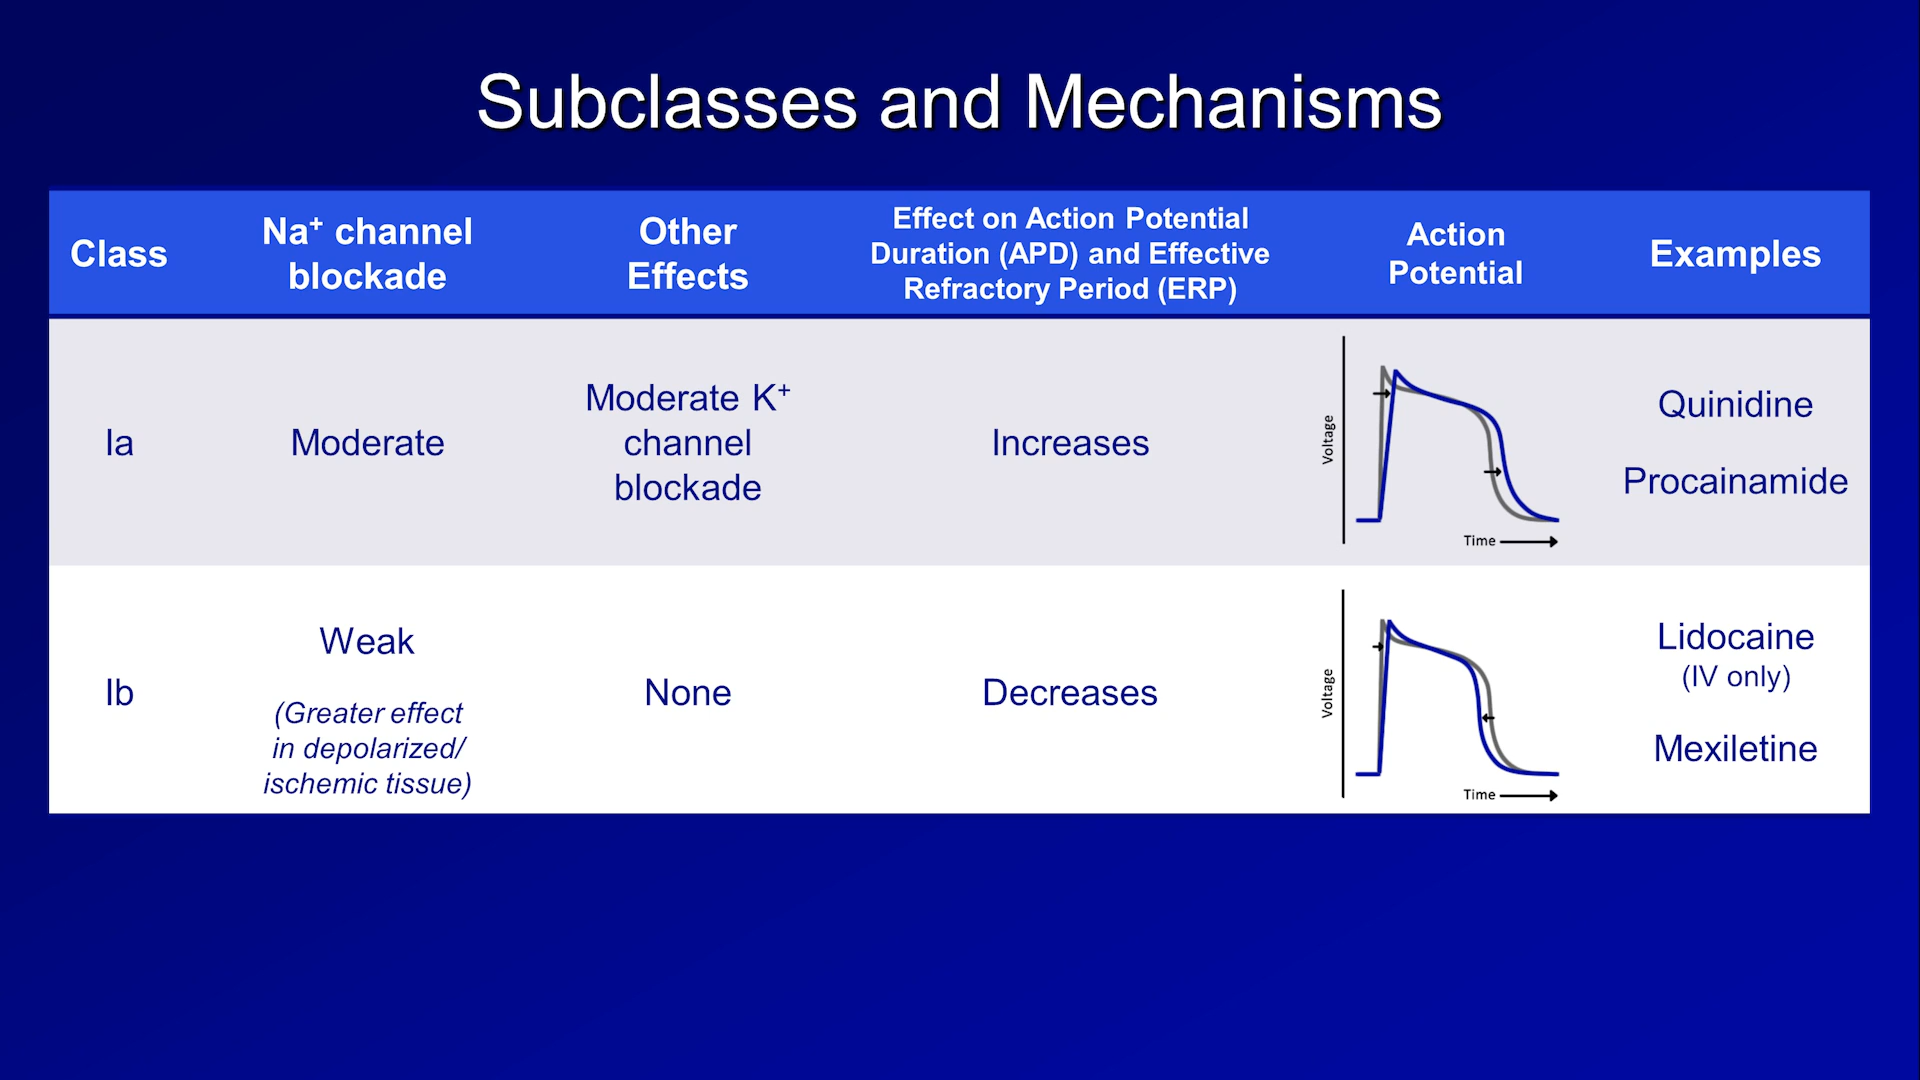 Subclasses and Mechanisms
Class
Na⁺ channel
blockade
Other
Effects
Effect on Action Potential
Duration (APD) and Effective
Refractory Period (ERP)
Action
Potential
Examples
Ia
Moderate
Moderate K⁺
channel
blockade
Increases
Voltage
Time
Quinidine
Procainamide
Ib
Weak
(Greater effect
in depolarized/
ischemic tissue)
None
Decreases
Voltage
Time
Lidocaine
(IV only)
Mexiletine